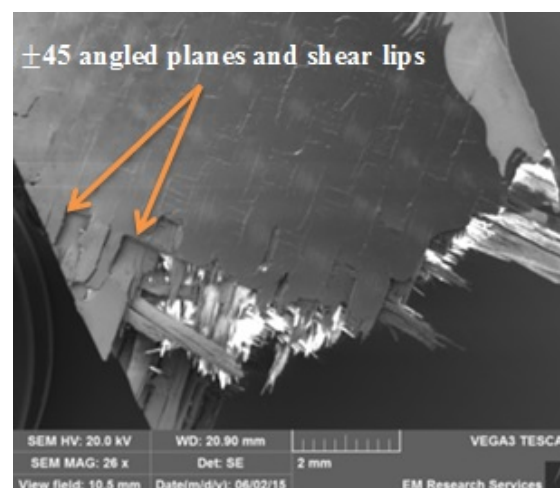 ±45 angled planes and shear lips
SEM HV: 20.0 kV
WD: 20.90 mm
VEGA3 TESCA
SEM MAG: 26 x
Det: SE
2 mm
View field: 10.5 mm
Date(m/d/y): 06/02/15
EM Research Services